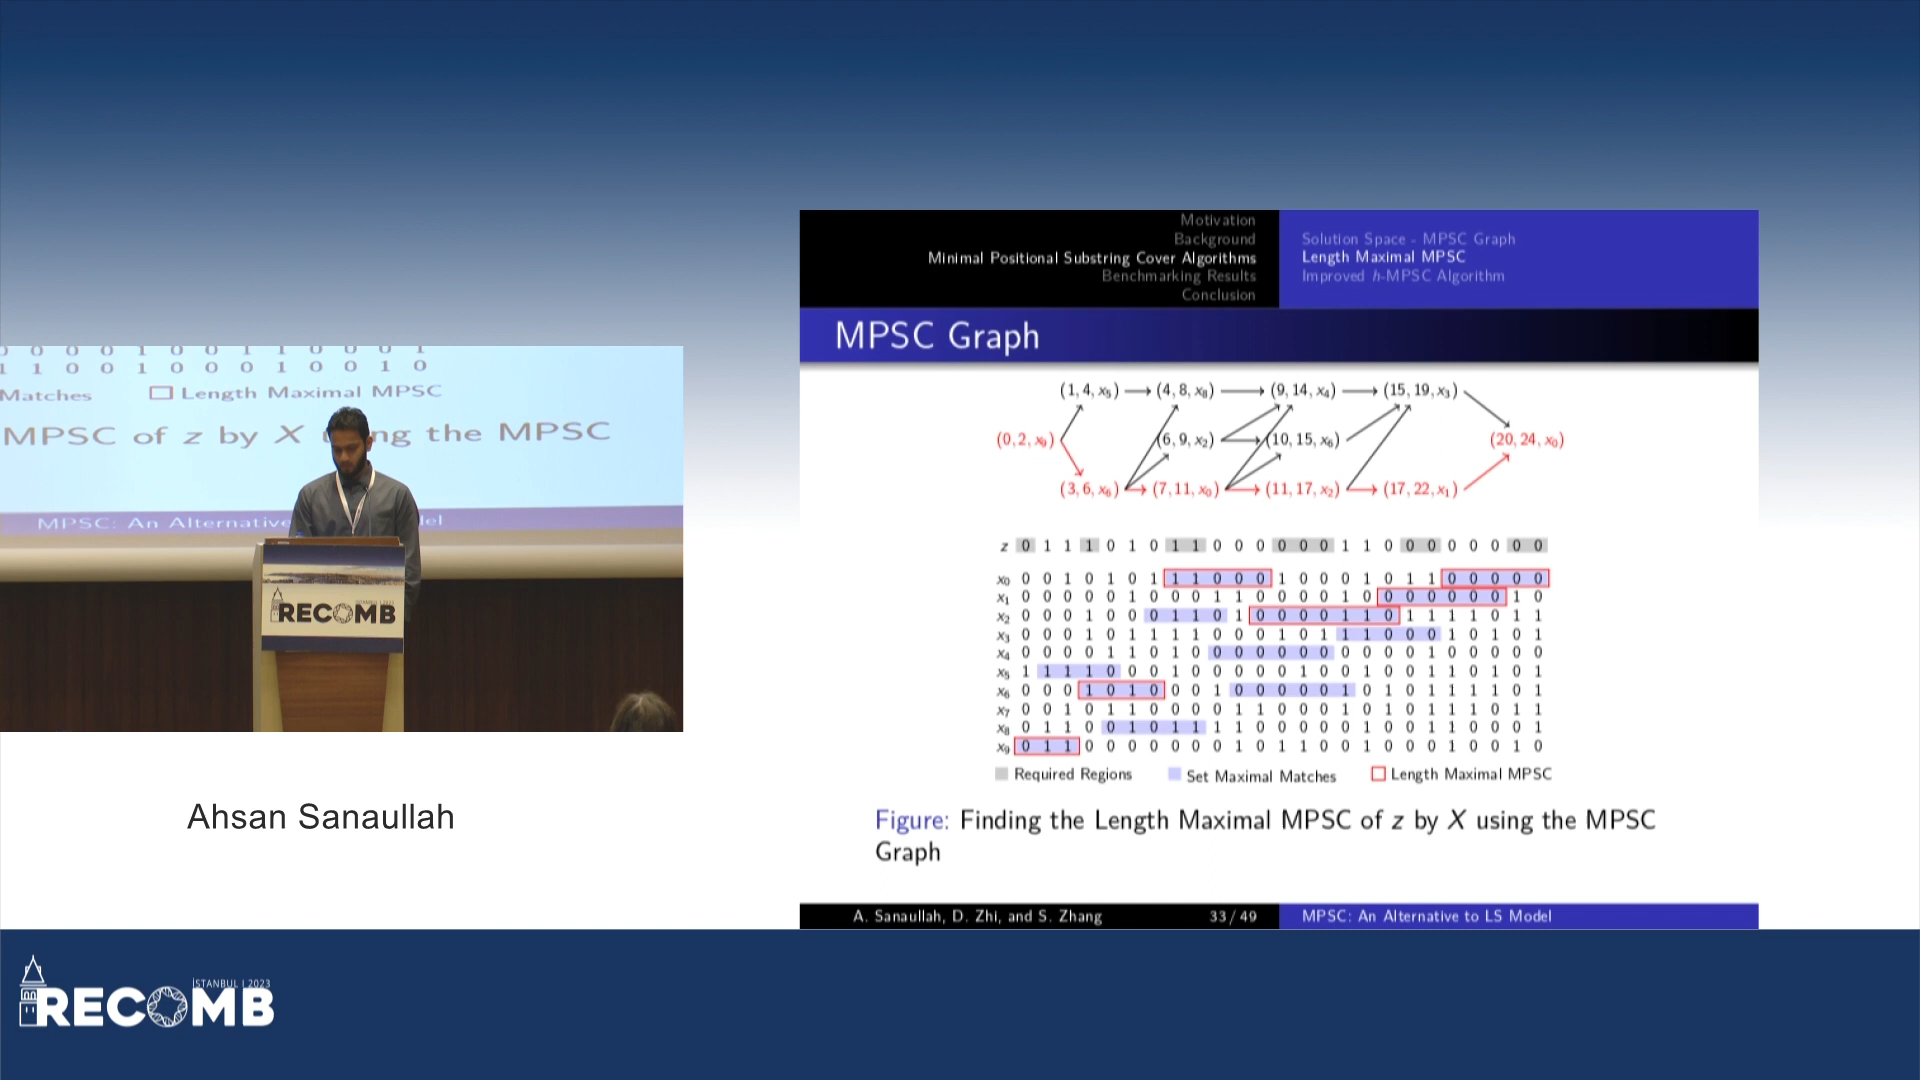 Motivation
Background
Minimal Positional Substring Cover Algorithms
Benchmarking Results
Conclusion
Solution Space - MPSC Graph
Length Maximal MPSC
Improved h-MPSC Algorithm
MPSC Graph
(1, 4, x₅) (4, 8, x₈) (9, 14, x₄) (15, 19, x₃)
(0, 2, x₉) (6, 9, x₂) (10, 15, x₆) (20, 24, x₀)
(3, 6, x₆) (7, 11, x₀) (11, 17, x₂) (17, 22, x₁)
z 0 1 1 1 0 1 0 1 1 0 0 0 0 0 0 1 1 0 0 0 0 0 0 0 0
x₀ 0 0 1 0 1 0 1 1 1 0 0 0 1 0 0 0 1 0 1 1 0 0 0 0 0
x₁ 0 0 0 0 0 1 0 0 0 1 1 0 0 0 0 1 0 0 0 0 0 0 0 1 0
x₂ 0 0 0 1 0 0 0 1 1 0 1 0 0 0 0 1 1 0 1 1 1 1 0 1 1
x₃ 0 0 0 1 0 1 1 1 1 0 0 0 1 0 1 1 1 0 0 0 1 0 1 0 1
x₄ 0 0 0 0 1 1 0 1 0 0 0 0 0 0 0 0 0 0 0 1 0 0 0 0 0
x₅ 1 1 1 1 0 0 0 1 0 0 0 0 0 1 0 0 1 0 0 1 1 0 1 0 1
x₆ 0 0 0 1 0 1 0 0 0 1 0 0 0 0 0 1 0 1 0 1 1 1 1 0 1
x₇ 0 0 1 0 1 1 0 0 0 0 1 1 0 0 0 1 0 1 0 1 1 1 0 1 1
x₈ 0 1 1 0 0 1 0 1 1 1 1 0 0 0 0 0 1 0 0 1 1 0 0 0 1
x₉ 0 1 1 0 0 0 0 0 0 0 1 0 1 1 0 0 1 0 0 0 1 0 0 1 0
Required Regions Set Maximal Matches Length Maximal MPSC
Figure: Finding the Length Maximal MPSC of z by X using the MPSC
Graph
A. Sanaullah, D. Zhi, and S. Zhang 33 / 49 MPSC: An Alternative to LS Model
1 1 0 0 1 0 0 0 1 0 0 1 0
Matches Length Maximal MPSC
MPSC of z by X ng the MPSC
MPSC: An Alternative del
RECOMB
Ahsan Sanaullah
İSTANBUL | 2023
RECOMB